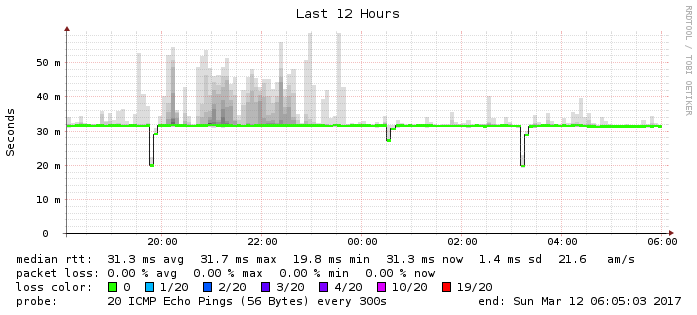 Last 12 Hours
RRDTOOL / TOBI OETIKER
Seconds
50 m
40 m
30 m
20 m
10 m
0
20:00 22:00 00:00 02:00 04:00 06:00
median rtt: 31.3 ms avg 31.7 ms max 19.8 ms min 31.3 ms now 1.4 ms sd 21.6 am/s
packet loss: 0.00 % avg 0.00 % max 0.00 % min 0.00 % now
loss color: 0 1/20 2/20 3/20 4/20 10/20 19/20
probe: 20 ICMP Echo Pings (56 Bytes) every 300s end: Sun Mar 12 06:05:03 2017